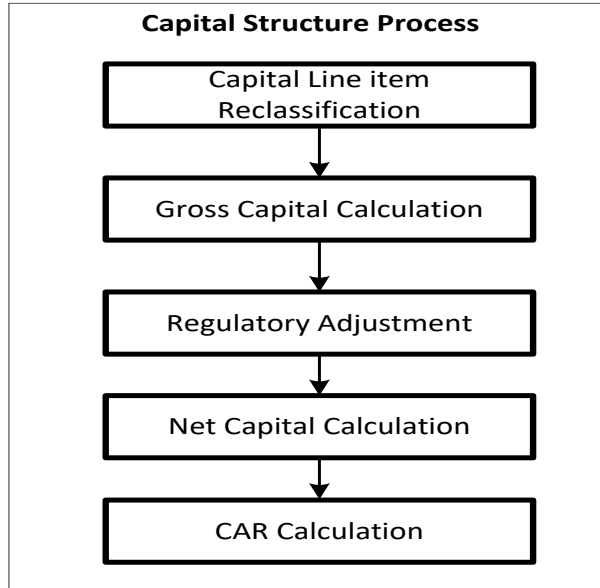 Capital Structure Process
Capital Line item
Reclassification
Gross Capital Calculation
Regulatory Adjustment
Net Capital Calculation
CAR Calculation